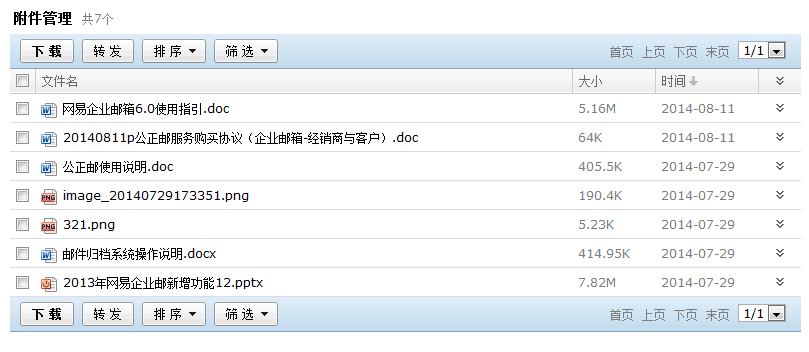 附件管理 共7个
下 载 转 发 排 序 筛 选 首页 上页 下页 末页 1/1
文件名 大小 时间
网易企业邮箱6.0使用指引.doc 5.16M 2014-08-11
20140811p公正邮服务购买协议（企业邮箱-经销商与客户）.doc 64K 2014-08-11
公正邮使用说明.doc 405.5K 2014-07-29
PNG image_20140729173351.png 190.4K 2014-07-29
PNG 321.png 5.23K 2014-07-29
邮件归档系统操作说明.docx 414.95K 2014-07-29
2013年网易企业邮新增功能12.pptx 7.82M 2014-07-29
下 载 转 发 排 序 筛 选 首页 上页 下页 末页 1/1